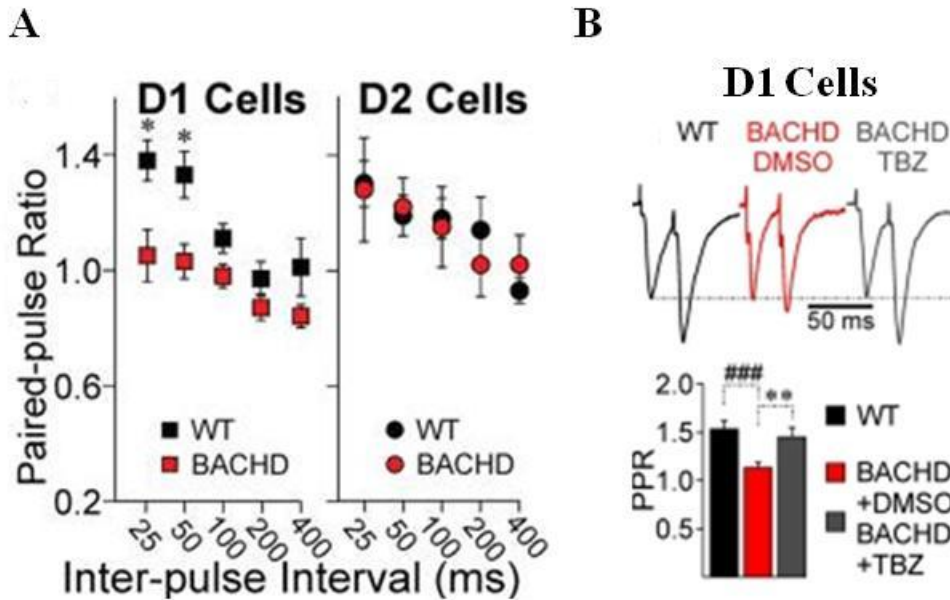 A
D1 Cells
D2 Cells
*
*
1.4
1.0
0.6
0.2
Paired-pulse Ratio
WT
BACHD
WT
BACHD
25
50
100
200
400
25
50
100
200
400
Inter-pulse Interval (ms)
B
D1 Cells
WT
BACHD
DMSO
BACHD
TBZ
50 ms
###
**
2.0
1.5
1.0
0.5
PPR
WT
BACHD
+DMSO
BACHD
+TBZ